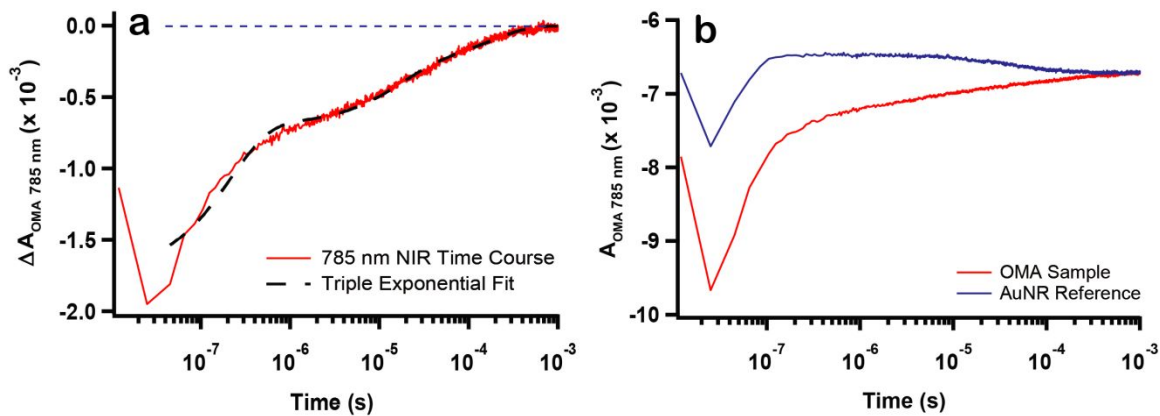 a
0.0
-0.5
-1.0
-1.5
-2.0
ΔA OMA 785 nm (x 10-3)
785 nm NIR Time Course
Triple Exponential Fit
10-7 10-6 10-5 10-4 10-3
Time (s)
b
-6
-7
-8
-9
-10
A OMA 785 nm (x 10-3)
OMA Sample
AuNR Reference
10-7 10-6 10-5 10-4 10-3
Time (s)